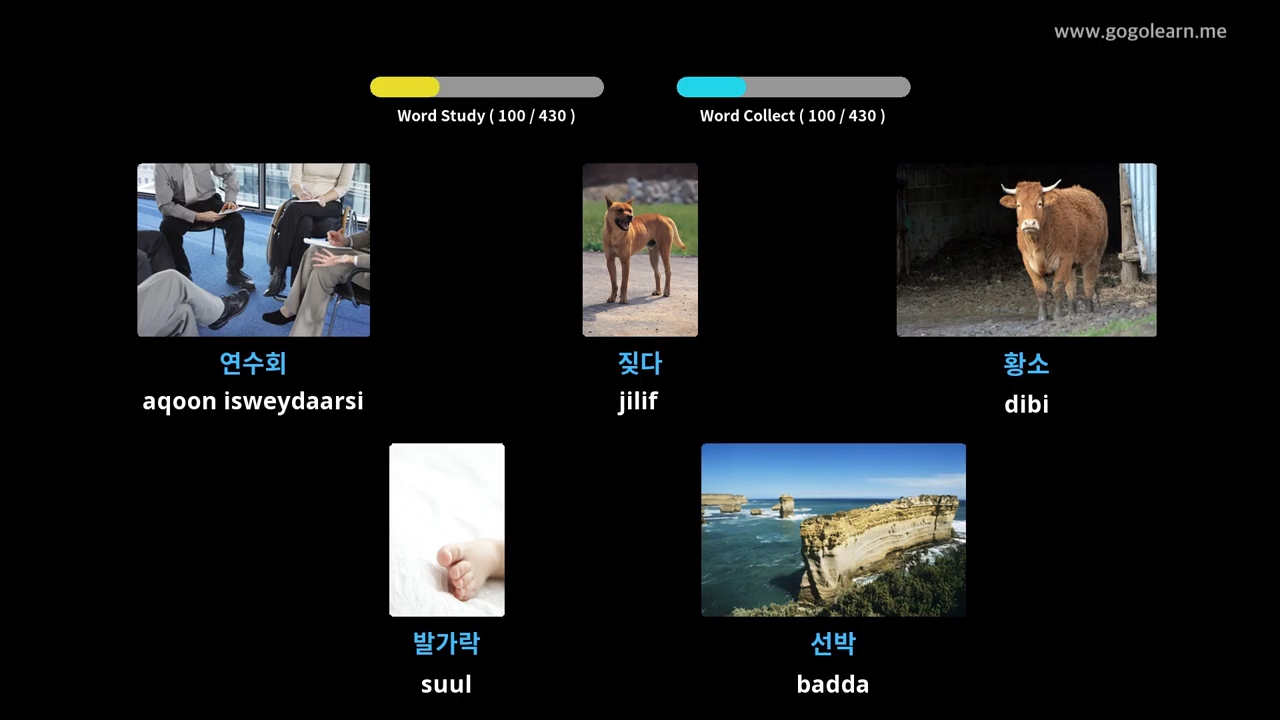 www.gogolearn.me
Word Study ( 100 / 430 )
Word Collect ( 100 / 430 )
연수회
aqoon isweydaarsi
짖다
jilif
황소
dibi
발가락
suul
선박
badda